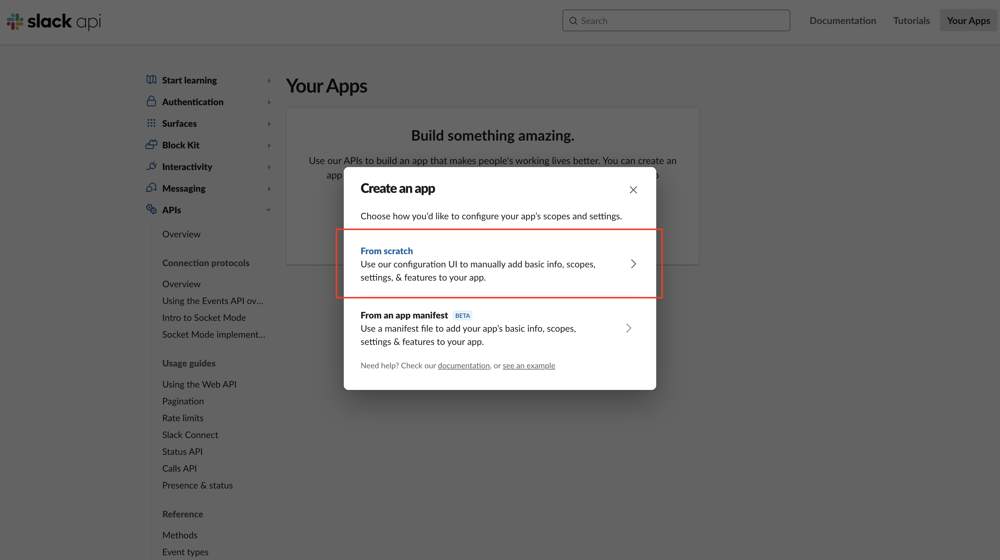 slack api
Search
Documentation
Tutorials
Your Apps
Start learning
Authentication
Surfaces
Block Kit
Interactivity
Messaging
APIs
Overview
Connection protocols
Overview
Using the Events API ov...
Intro to Socket Mode
Socket Mode implement...
Usage guides
Using the Web API
Pagination
Rate limits
Slack Connect
Status API
Calls API
Presence & status
Reference
Methods
Event types
Your Apps
Build something amazing.
Use our APIs to build an app that makes people's working lives better. You can create an
app
Create an app
Choose how you’d like to configure your app’s scopes and settings.
From scratch
Use our configuration UI to manually add basic info, scopes,
settings, & features to your app.
From an app manifest BETA
Use a manifest file to add your app’s basic info, scopes,
settings & features to your app.
Need help? Check our documentation, or see an example